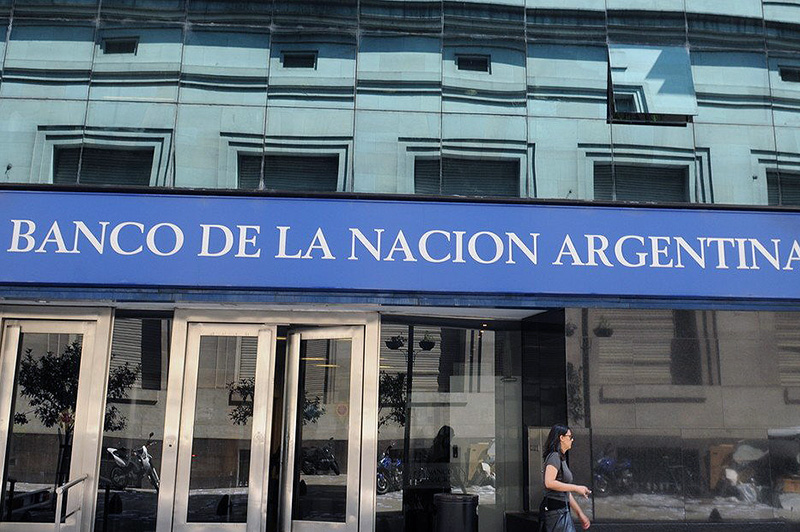 BANCO DE LA NACION ARGENTINA